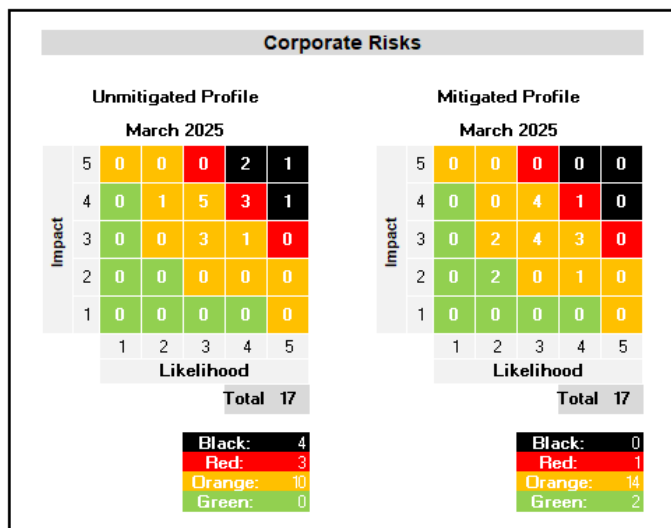 Corporate Risks
Unmitigated Profile
March 2025
Impact
5 0 0 0 2 1
4 0 1 5 3 1
3 0 0 3 1 0
2 0 0 0 0 0
1 0 0 0 0 0
1 2 3 4 5
Likelihood
Total 17
Black: 4
Red: 3
Orange: 10
Green: 0
Mitigated Profile
March 2025
Impact
5 0 0 0 0 0
4 0 0 4 1 0
3 0 2 4 3 0
2 0 2 0 1 0
1 0 0 0 0 0
1 2 3 4 5
Likelihood
Total 17
Black: 0
Red: 1
Orange: 14
Green: 2